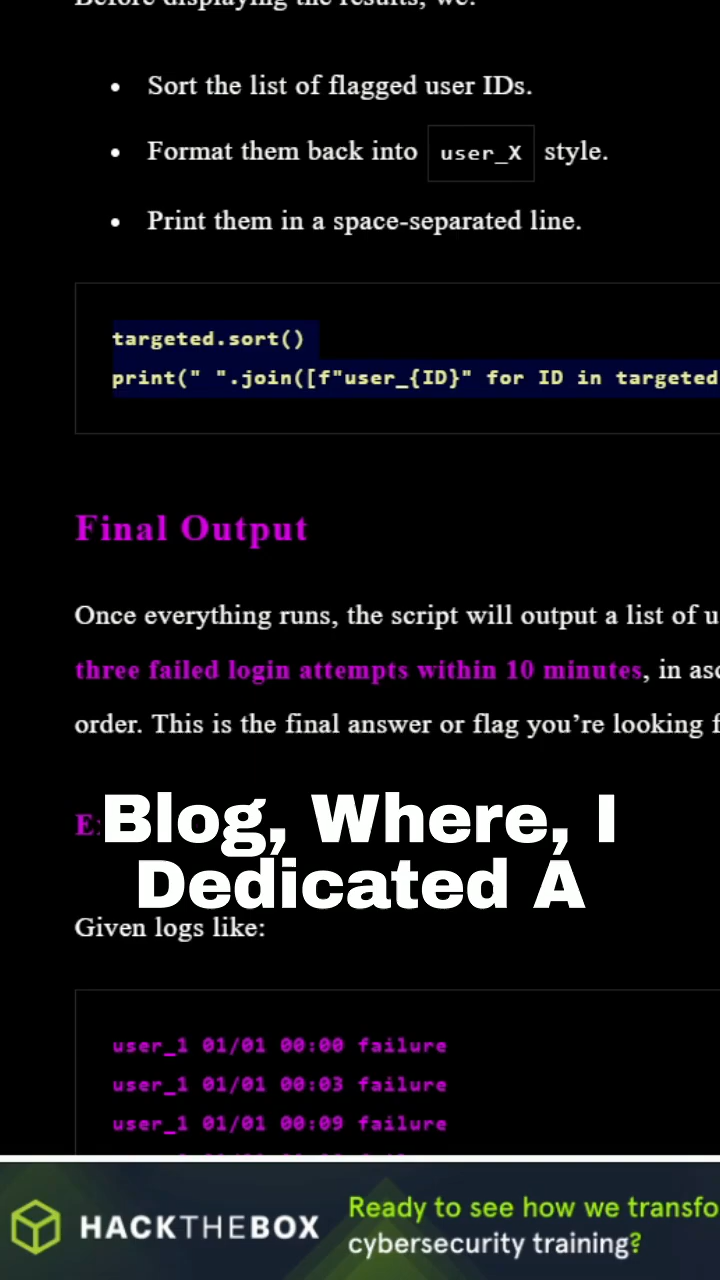 Before displaying the results, we:
Sort the list of flagged user IDs.
Format them back into user_X style.
Print them in a space-separated line.
targeted.sort()
print(" ".join([f"user_{ID}" for ID in targeted
Final Output
Once everything runs, the script will output a list of u
three failed login attempts within 10 minutes, in asc
order. This is the final answer or flag you’re looking f
Blog, Where, I
Dedicated A
Given logs like:
user_1 01/01 00:00 failure
user_1 01/01 00:03 failure
user_1 01/01 00:09 failure
HACKTHEBOX
Ready to see how we transfo
cybersecurity training?